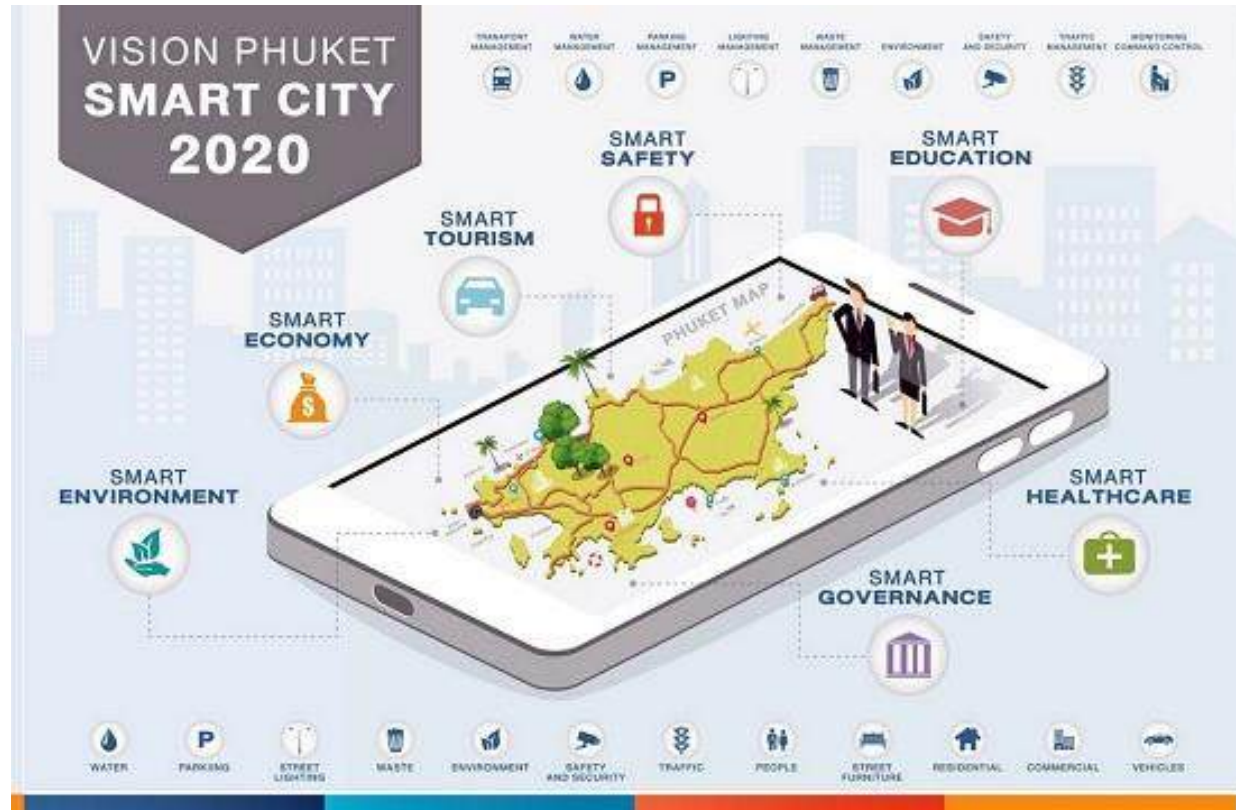 VISION PHUKET
SMART CITY
2020
TRANSPORT
MANAGEMENT
WATER
MANAGEMENT
PARKING
MANAGEMENT
LIGHTING
MANAGEMENT
WASTE
MANAGEMENT
ENVIRONMENT
SAFETY
AND SECURITY
TRAFFIC
MANAGEMENT
MONITORING
COMMAND CONTROL
P
SMART
SAFETY
SMART
EDUCATION
SMART
TOURISM
SMART
ECONOMY
$
SMART
ENVIRONMENT
PHUKET MAP
SMART
HEALTHCARE
SMART
GOVERNANCE
P
WATER
PARKING
STREET
LIGHTING
WASTE
ENVIRONMENT
SAFETY
AND SECURITY
TRAFFIC
PEOPLE
STREET
FURNITURE
RESIDENTIAL
COMMERCIAL
VEHICLES